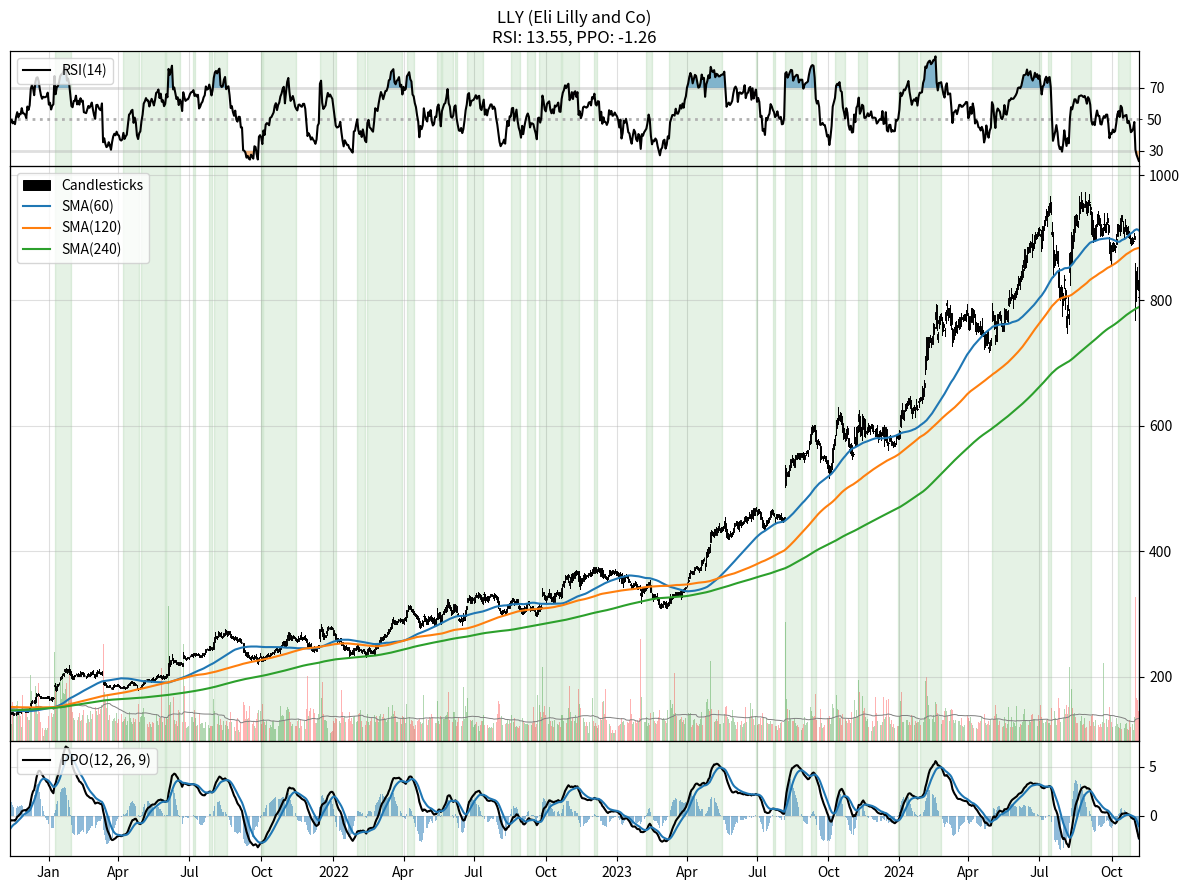 LLY (Eli Lilly and Co)
RSI: 13.55, PPO: -1.26
RSI(14)
70
50
30
1000
Candlesticks
SMA(60)
SMA(120)
SMA(240)
800
600
400
200
PPO(12, 26, 9)
5
0
Jan Apr Jul Oct 2022 Apr Jul Oct 2023 Apr Jul Oct 2024 Apr Jul Oct